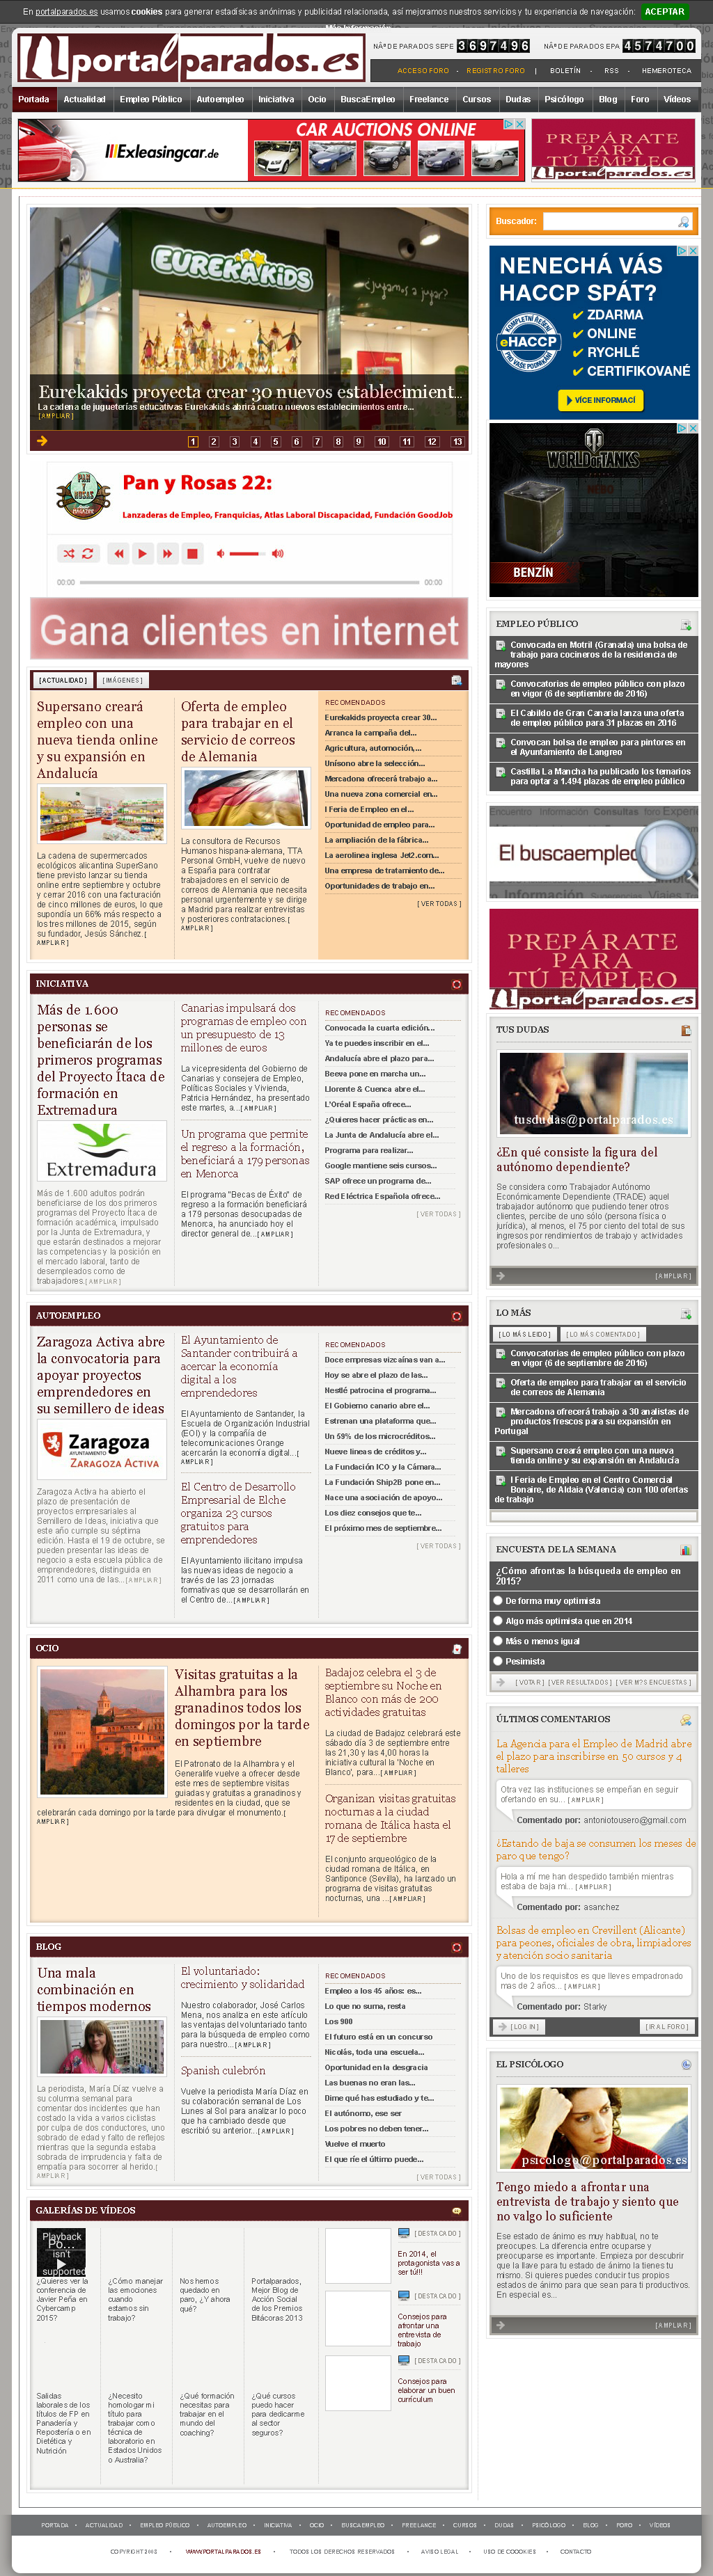 En portalparados.es usamos cookies para generar estadísticas anónimas y publicidad relacionada, así mejoramos nuestros servicios y tu experiencia de navegación: ACEPTAR
portalparados.es
NÂº DE PARADOS SEPE 3697496 NÂº DE PARADOS EPA 4574700
ACCESO FORO · REGISTRO FORO | BOLETÍN · RSS · HEMEROTECA
Portada Actualidad Empleo Público Autoempleo Iniciativa Ocio BuscaEmpleo Freelance Cursos Dudas Psicólogo Blog Foro Vídeos
Exleasingcar.de
CAR AUCTIONS ONLINE
PREPÁRATE
PARA
TU EMPLEO
portalparados.es
EUREKAKIDS
Eurekakids proyecta crear 30 nuevos establecimient...
La cadena de jugueterías educativas Eurekakids abrirá cuatro nuevos establecimientos entre...
[AMPLIAR]
1 2 3 4 5 6 7 8 9 10 11 12 13
PAN Y ROSAS
Pan y Rosas 22:
Lanzaderas de Empleo, Franquicias, Atlas Laboral Discapacidad, Fundación GoodJob
00:00 00:00
Gana clientes en internet
[ACTUALIDAD] [IMÁGENES]
Supersano creará
empleo con una
nueva tienda online
y su expansión en
Andalucía
La cadena de supermercados
ecológicos alicantina SuperSano
tiene previsto lanzar su tienda
online entre septiembre y octubre
y cerrar 2016 con una facturación
de cinco millones de euros, lo que
supondía un 66% más respecto a
los tres millones de 2015, según
su fundador, Jesús Sánchez.[
AMPLIAR]
Oferta de empleo
para trabajar en el
servicio de correos
de Alemania
La consultora de Recursos
Humanos hispana-alemana, TTA
Personal GmbH, vuelve de nuevo
a España para contratar
trabajadores en el servicio de
correos de Alemania que necesita
personal urgentemente y se dirige
a Madrid para realizar entrevistas
y posteriores contrataciones.[
AMPLIAR]
RECOMENDADOS
Eurekakids proyecta crear 30...
Arranca la campaña del...
Agricultura, automoción,...
Unísono abre la selección...
Mercadona ofrecerá trabajo a...
Una nueva zona comercial en...
I Feria de Empleo en el...
Oportunidad de empleo para...
La ampliación de la fábrica...
La aerolinea inglesa Jet2.com...
Una empresa de tratamiento de...
Oportunidades de trabajo en...
[VER TODAS]
INICIATIVA
Más de 1.600
personas se
beneficiarán de los
primeros programas
del Proyecto Ítaca de
formación en
Extremadura
Extremadura
Más de 1.600 adultos podrán
beneficiarse de los dos primeros
programas del Proyecto Ítaca de
formación académica, impulsado
por la Junta de Extremadura, y
que estarán destinados a mejorar
las competencias y la posición en
el mercado laboral, tanto de
desempleados como de
trabajadores.[AMPLIAR]
Canarias impulsará dos
programas de empleo con
un presupuesto de 13
millones de euros
La vicepresidenta del Gobierno de
Canarias y consejera de Empleo,
Políticas Sociales y Vivienda,
Patricia Hernández, ha presentado
este martes, a...[AMPLIAR]
Un programa que permite
el regreso a la formación,
beneficiará a 179 personas
en Menorca
El programa "Becas de Éxito" de
regreso a la formación beneficiará
a 179 personas desocupadas de
Menorca, ha anunciado hoy el
director general de...[AMPLIAR]
RECOMENDADOS
Convocada la cuarta edición...
Ya te puedes inscribir en el...
Andalucía abre el plazo para...
Beeva pone en marcha un...
Llorente & Cuenca abre el...
L'Oréal España ofrece...
¿Quieres hacer prácticas en...
La Junta de Andalucía abre el...
Programa para realizar...
Google mantiene seis cursos...
SAP ofrece un programa de...
Red Eléctrica Española ofrece...
[VER TODAS]
AUTOEMPLEO
Zaragoza Activa abre
la convocatoria para
apoyar proyectos
emprendedores en
su semillero de ideas
Zaragoza
ZARAGOZA ACTIVA
Zaragoza Activa ha abierto el
plazo de presentación de
proyectos empresariales al
Semillero de Ideas, iniciativa que
este año cumple su séptima
edición. Hasta el 19 de octubre, se
pueden presentar las ideas de
negocio a esta escuela pública de
emprendedores, distinguida en
2011 como una de las...[AMPLIAR]
El Ayuntamiento de
Santander contribuirá a
acercar la economía
digital a los
emprendedores
El Ayuntamiento de Santander, la
Escuela de Organización Industrial
(EOI) y la compañía de
telecomunicaciones Orange
acercarán la economía digital...[
AMPLIAR]
El Centro de Desarrollo
Empresarial de Elche
organiza 23 cursos
gratuitos para
emprendedores
El Ayuntamiento ilicitano impulsa
las nuevas ideas de negocio a
través de las 23 jornadas
formativas que se desarrollarán en
el Centro de...[AMPLIAR]
RECOMENDADOS
Doce empresas vizcaínas van a...
Hoy se abre el plazo de las...
Nestlé patrocina el programa...
El Gobierno canario abre el...
Estrenan una plataforma que...
Un 59% de los microcréditos...
Nueve lineas de créditos y...
La Fundación ICO y la Cámara...
La Fundación Ship2B pone en...
Nace una asociación de apoyo...
Los diez consejos que te...
El próximo mes de septiembre...
[VER TODAS]
OCIO
Visitas gratuitas a la
Alhambra para los
granadinos todos los
domingos por la tarde
en septiembre
El Patronato de la Alhambra y el
Generalife vuelve a ofrecer desde
este mes de septiembre visitas
guiadas y gratuitas a granadinos y
residentes en la ciudad, que se
celebrarán cada domingo por la tarde para divulgar el monumento.[
AMPLIAR]
Badajoz celebra el 3 de
septiembre su Noche en
Blanco con más de 200
actividades gratuitas
La ciudad de Badajoz celebrará este
sábado día 3 de septiembre entre
las 21,30 y las 4,00 horas la
iniciativa cultural la 'Noche en
Blanco', para...[AMPLIAR]
Organizan visitas gratuitas
nocturnas a la ciudad
romana de Itálica hasta el
17 de septiembre
El conjunto arqueológico de la
ciudad romana de Itálica, en
Santiponce (Sevilla), ha lanzado un
programa de visitas gratuitas
nocturnas, una ...[AMPLIAR]
BLOG
Una mala
combinación en
tiempos modernos
La periodista, María Díaz vuelve a
su columna semanal para
comentar dos incidentes que han
costado la vida a varios ciclistas
por culpa de dos conductores, uno
sobrado de edad y falto de reflejos
mientras que la segunda estaba
sobrada de imprudencia y falta de
empatía para socorrer al herido.[
AMPLIAR]
El voluntariado:
crecimiento y solidaridad
Nuestro colaborador, José Carlos
Mena, nos analiza en este artículo
las ventajas del voluntariado tanto
para la búsqueda de empleo como
para nuestro...[AMPLIAR]
Spanish culebrón
Vuelve la periodista María Díaz en
su colaboración semanal de Los
Lunes al Sol para analizar lo poco
que ha cambiado desde que
escribió su anterior...[AMPLIAR]
RECOMENDADOS
Empleo a los 45 años: es...
Lo que no suma, resta
Los 900
El futuro está en un concurso
Nicolás, toda una escuela...
Oportunidad en la desgracia
Las buenas no eran las...
Dime qué has estudiado y te...
El autónomo, ese ser
Los pobres no deben tener...
Vuelve el muerto
El que ríe el último puede...
[VER TODAS]
GALERÍAS DE VÍDEOS
Playback
isn't
supported
Po...
¿Quieres ver la
conferencia de
Javier Peña en
Cybercamp
2015?
¿Cómo manejar
las emociones
cuando
estamos sin
trabajo?
Nos hemos
quedado en
paro, ¿Y ahora
qué?
Portalparados,
Mejor Blog de
Acción Social
de los Premios
Bitácoras 2013
Salidas
laborales de los
títulos de FP en
Panadería y
Repostería o en
Dietética y
Nutrición
¿Necesito
homologar mi
título para
trabajar como
técnica de
laboratorio en
Estados Unidos
o Australia?
¿Qué formación
necesitas para
trabajar en el
mundo del
coaching?
¿Qué cursos
puedo hacer
para dedicarme
al sector
seguros?
[DESTACADO]
En 2014, el
protagonista vas a
ser tú!!!
[DESTACADO]
Consejos para
afrontar una
entrevista de
trabajo
[DESTACADO]
Consejos para
elaborar un buen
currículum
Buscador:
NENECHÁ VÁS
HACCP SPÁT?
eHACCP
ZDARMA
ONLINE
RYCHLÉ
CERTIFIKOVANÉ
VÍCE INFORMACÍ
WORLD OF TANKS
BENZÍN
EMPLEO PÚBLICO
Convocada en Motril (Granada) una bolsa de
trabajo para cocineros de la residencia de
mayores
Convocatorias de empleo público con plazo
en vigor (6 de septiembre de 2016)
El Cabildo de Gran Canaria lanza una oferta
de empleo público para 31 plazas en 2016
Convocan bolsa de empleo para pintores en
el Ayuntamiento de Langreo
Castilla La Mancha ha publicado los temarios
para optar a 1.494 plazas de empleo público
El buscaempleo
PREPÁRATE
PARA
TU EMPLEO
portalparados.es
TUS DUDAS
tusdudas@portalparados.es
¿En qué consiste la figura del
autónomo dependiente?
Se considera como Trabajador Autónomo
Económicamente Dependiente (TRADE) aquel
trabajador autónomo que pudiendo tener otros
clientes, percibe de uno sólo (persona física o
jurídica), al menos, el 75 por ciento del total de sus
ingresos por rendimientos de trabajo y actividades
profesionales o...
[AMPLIAR]
LO MÁS
[LO MÁS LEIDO] [LO MÁS COMENTADO]
Convocatorias de empleo público con plazo
en vigor (6 de septiembre de 2016)
Oferta de empleo para trabajar en el servicio
de correos de Alemania
Mercadona ofrecerá trabajo a 30 analistas de
productos frescos para su expansión en
Portugal
Supersano creará empleo con una nueva
tienda online y su expansión en Andalucía
I Feria de Empleo en el Centro Comercial
Bonaire, de Aldaia (Valencia) con 100 ofertas
de trabajo
ENCUESTA DE LA SEMANA
¿Cómo afrontas la búsqueda de empleo en
2015?
De forma muy optimista
Algo más optimista que en 2014
Más o menos igual
Pesimista
[VOTAR] [VER RESULTADOS] [VER M?S ENCUESTAS]
ÚLTIMOS COMENTARIOS
La Agencia para el Empleo de Madrid abre
el plazo para inscribirse en 50 cursos y 4
talleres
Otra vez las instituciones se empeñan en seguir
ofertando en su... [AMPLIAR]
Comentado por: antoniotousero@gmail.com
¿Estando de baja se consumen los meses de
paro que tengo?
Hola a mí me han despedido también mientras
estaba de baja mi... [AMPLIAR]
Comentado por: asanchez
Bolsas de empleo en Crevillent (Alicante)
para peones, oficiales de obra, limpiadores
y atención socio sanitaria
Uno de los requisitos es que lleves empadronado
mas de 2 años... [AMPLIAR]
Comentado por: Starky
[LOG IN] [IR AL FORO]
EL PSICÓLOGO
psicologo@portalparados.es
Tengo miedo a afrontar una
entrevista de trabajo y siento que
no valgo lo suficiente
Ese estado de ánimo es muy habitual, no te
preocupes. La diferencia entre ocuparse y
preocuparse es importante. Empieza por descubrir
que la llave para tu estado de ánimo la tienes tu
mismo. Si quieres puedes conducir tus propios
estados de ánimo para que sean para ti productivos.
En especial es...
[AMPLIAR]
PORTADA · ACTUALIDAD · EMPLEO PÚBLICO · AUTOEMPLEO · INICIATIVA · OCIO · BUSCAEMPLEO · FREELANCE · CURSOS · DUDAS · PSICÓLOGO · BLOG · FORO · VÍDEOS
COPYRIGHT 2008 · WWW.PORTALPARADOS.ES · TODOS LOS DERECHOS RESERVADOS · AVISO LEGAL · USO DE COOOKIES · CONTACTO